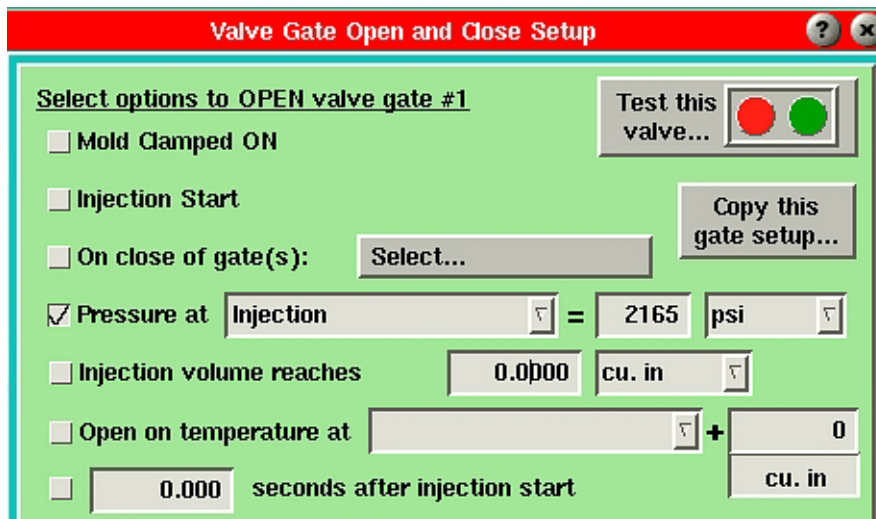 Valve Gate Open and Close Setup ? x
Select options to OPEN valve gate #1
Test this
valve...
Mold Clamped ON
Injection Start
Copy this
gate setup...
On close of gate(s): Select...
Pressure at Injection = 2165 psi
Injection volume reaches 0.0000 cu. in
Open on temperature at + 0
cu. in
0.000 seconds after injection start